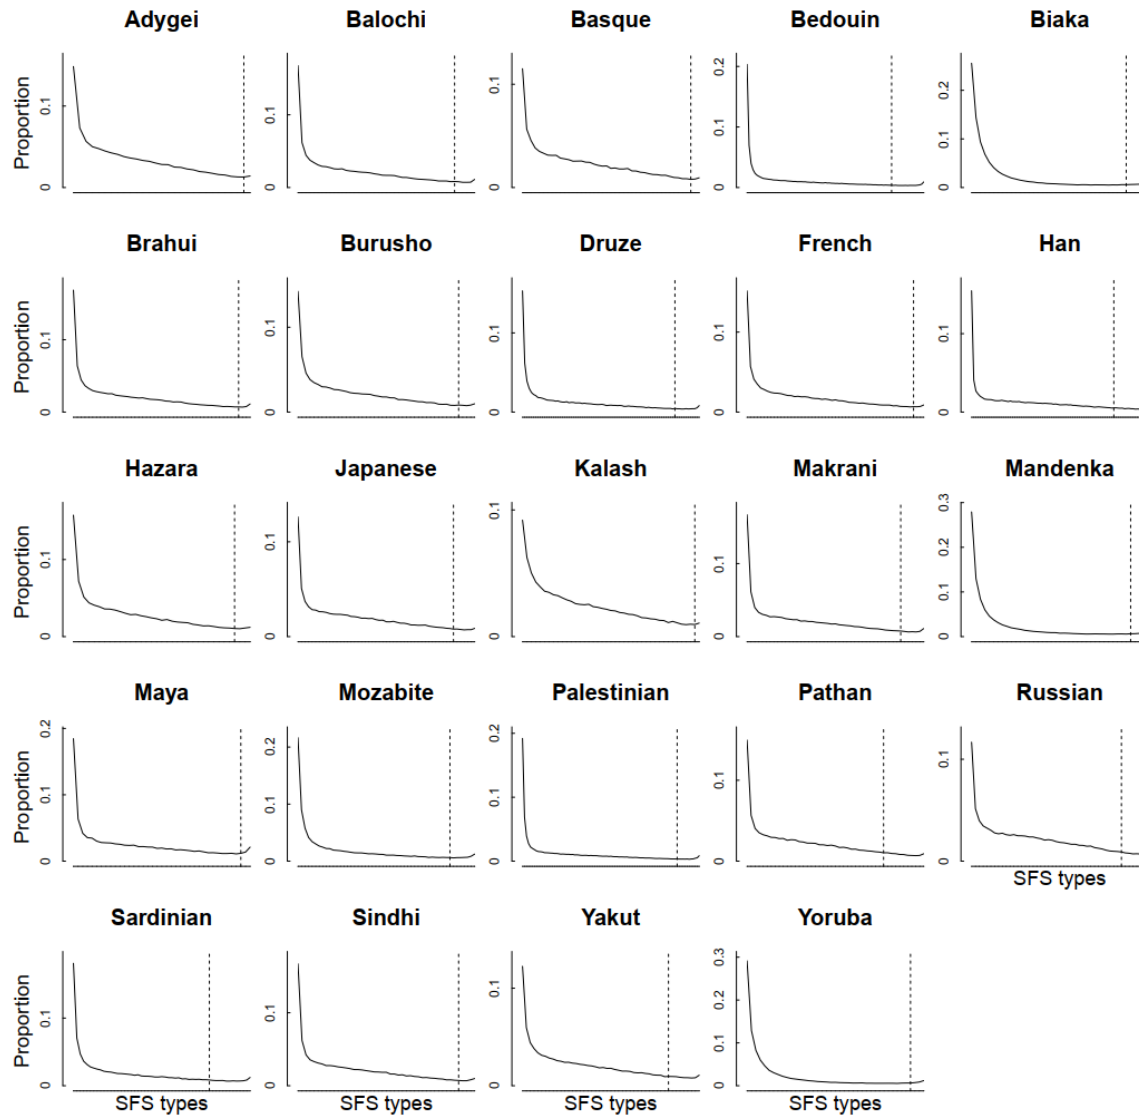 Adygei Balochi Basque Bedouin Biaka
Proportion
0 0.1
0 0.1
0 0.1
0 0.1 0.2
0 0.1 0.2
Brahui Burusho Druze French Han
Proportion
0 0.1
0 0.1
0 0.1
0 0.1
0 0.1
Hazara Japanese Kalash Makrani Mandenka
Proportion
0 0.1
0 0.1
0 0.1
0 0.1
0 0.1 0.2 0.3
Maya Mozabite Palestinian Pathan Russian
Proportion
0 0.1 0.2
0 0.1 0.2
0 0.1 0.2
0 0.1
0 0.1
SFS types
Sardinian Sindhi Yakut Yoruba
Proportion
0 0.1
0 0.1
0 0.1
0 0.1 0.2 0.3
SFS types SFS types SFS types SFS types